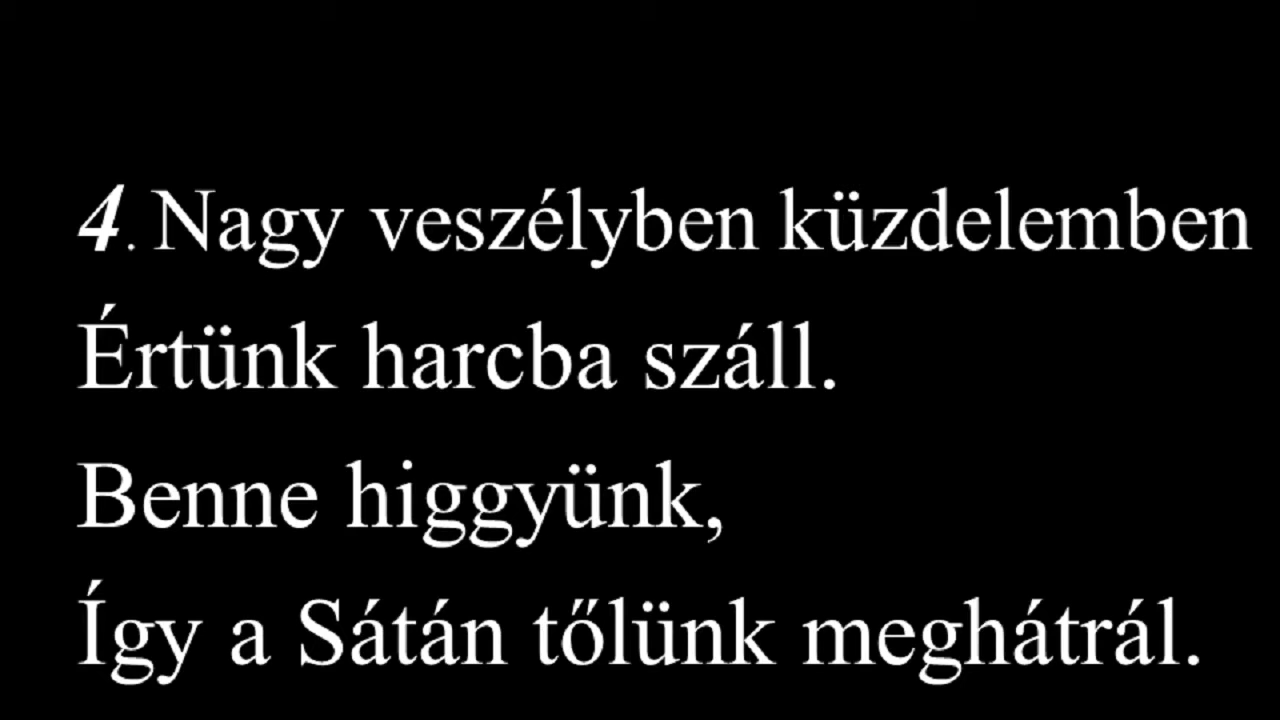 4. Nagy veszélyben küzdelemben
Értünk harcba száll.
Benne higgyünk,
Így a Sátán tőlünk meghátrál.